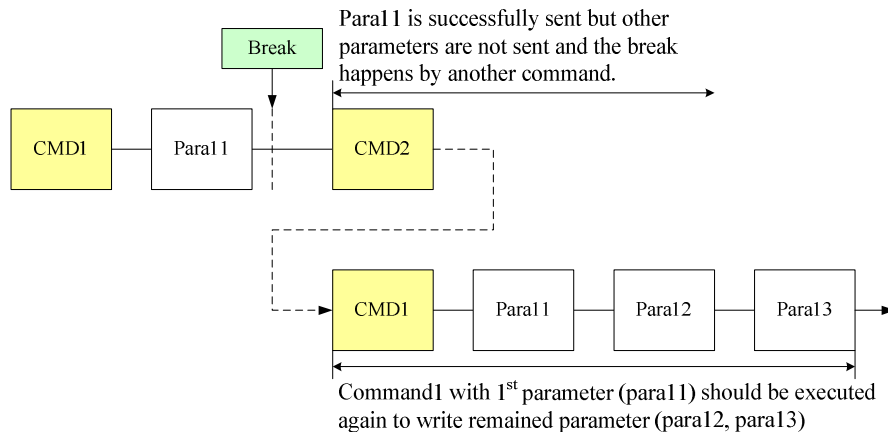 Break
Para11 is successfully sent but other
parameters are not sent and the break
happens by another command.
CMD1
Para11
CMD2
CMD1
Para11
Para12
Para13
Command1 with 1st parameter (para11) should be executed
again to write remained parameter (para12, para13)